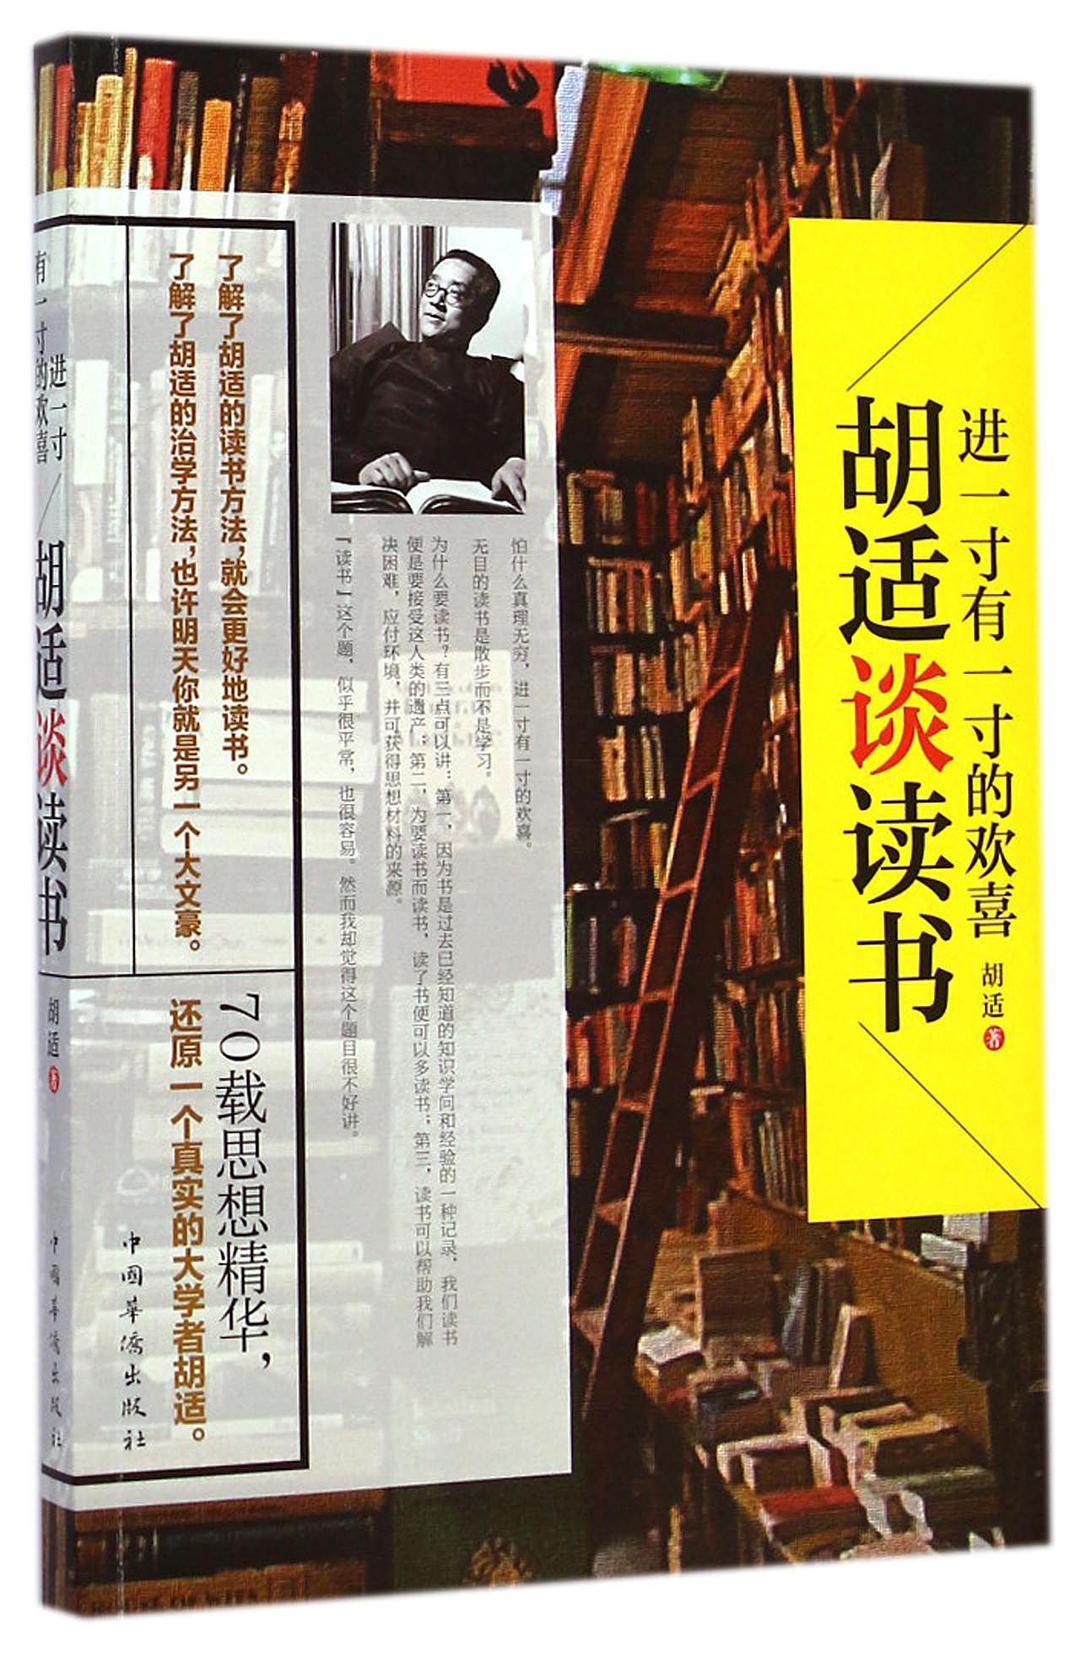 进一寸有一寸的欢喜
胡适谈读书
胡适 著
怕什么真理无穷，进一寸有一寸的欢喜。
无目的读书是散步而不是学习。
为什么要读书？有三点可以讲：第一，因为书是过去已经知道的知识学问和经验的一种记录，我们读书
便是要接受这人类的遗产；第二，为要读书而读书，读了书便可以多读书；第三，读书可以帮助我们解
决困难，应付环境，并可获得思想材料的来源。
「读书」这个题，似乎很平常，也很容易。然而我却觉得这个题目很不好讲。
了解了胡适的读书方法，就会更好地读书。
了解了胡适的治学方法，也许明天你就是另一个大文豪。
70载思想精华，
还原一个真实的大学者胡适。
中國華僑出版社
进一寸
有一寸的欢喜
胡适谈读书
胡适 著
中國華僑出版社